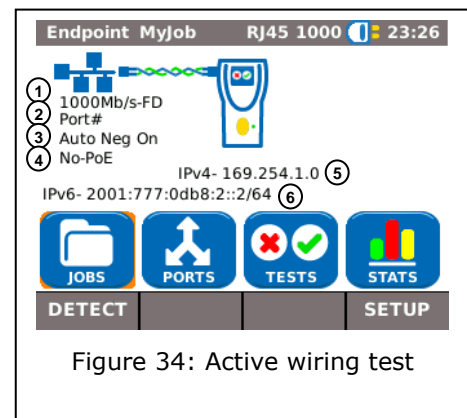 Endpoint MyJob RJ45 1000 23:26
1 1000Mb/s-FD
2 Port#
3 Auto Neg On
4 No-PoE
IPv4- 169.254.1.0 5
IPv6- 2001:777:0db8:2::2/64 6
JOBS PORTS TESTS STATS
DETECT SETUP
Figure 34: Active wiring test